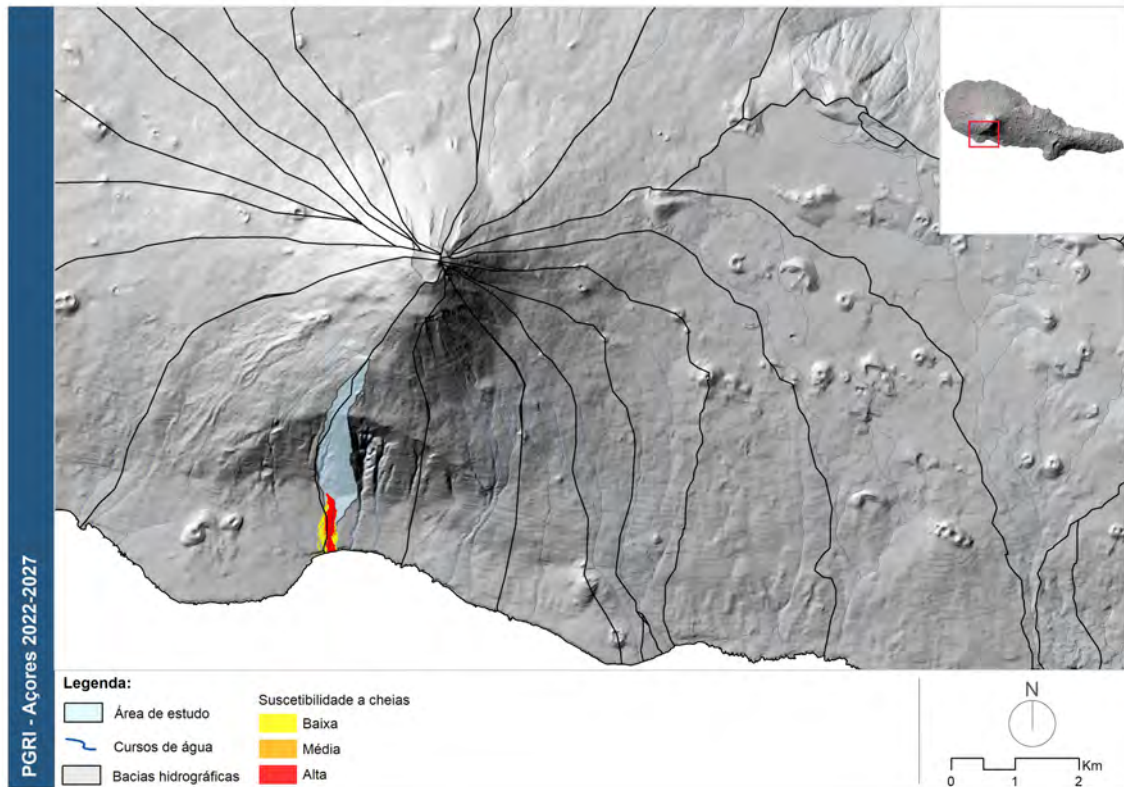 PGRI - Açores 2022-2027
Legenda:
Área de estudo
Cursos de água
Bacias hidrográficas
Suscetibilidade a cheias
Baixa
Média
Alta
N
Km
0 1 2